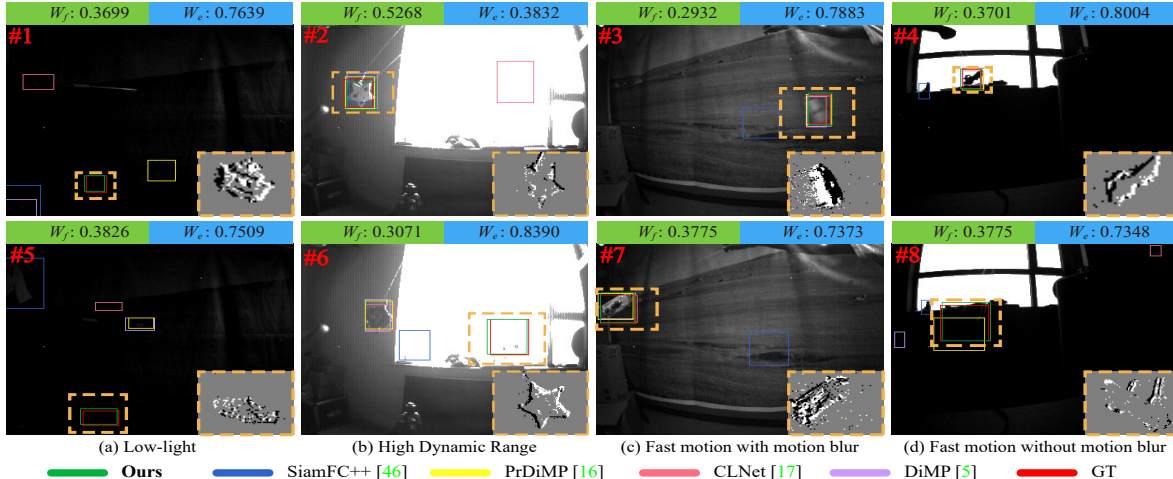 W_f: 0.3699 W_e: 0.7639 W_f: 0.5268 W_e: 0.3832 W_f: 0.2932 W_e: 0.7883 W_f: 0.3701 W_e: 0.8004
#1 #2 #3 #4
W_f: 0.3826 W_e: 0.7509 W_f: 0.3071 W_e: 0.8390 W_f: 0.3775 W_e: 0.7373 W_f: 0.3775 W_e: 0.7348
#5 #6 #7 #8
(a) Low-light (b) High Dynamic Range (c) Fast motion with motion blur (d) Fast motion without motion blur
Ours SiamFC++ [46] PrDiMP [16] CLNet [17] DiMP [5] GT